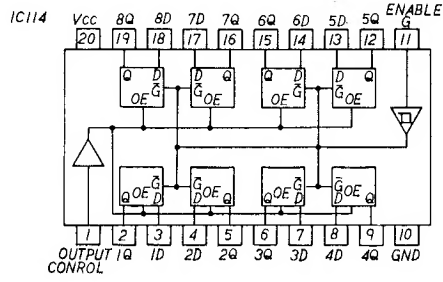 IC114 Vcc 8Q 8D 7D 7Q 6Q 6D 5D 5Q ENABLE G
20 19 18 17 16 15 14 13 12 11
Q D D Q Q D D Q
G G G G
OE OE OE OE
G G G G
OE OE OE OE
Q D D Q Q D D Q
1 2 3 4 5 6 7 8 9 10
OUTPUT CONROL 1Q 1D 2D 2Q 3Q 3D 4D 4Q GND